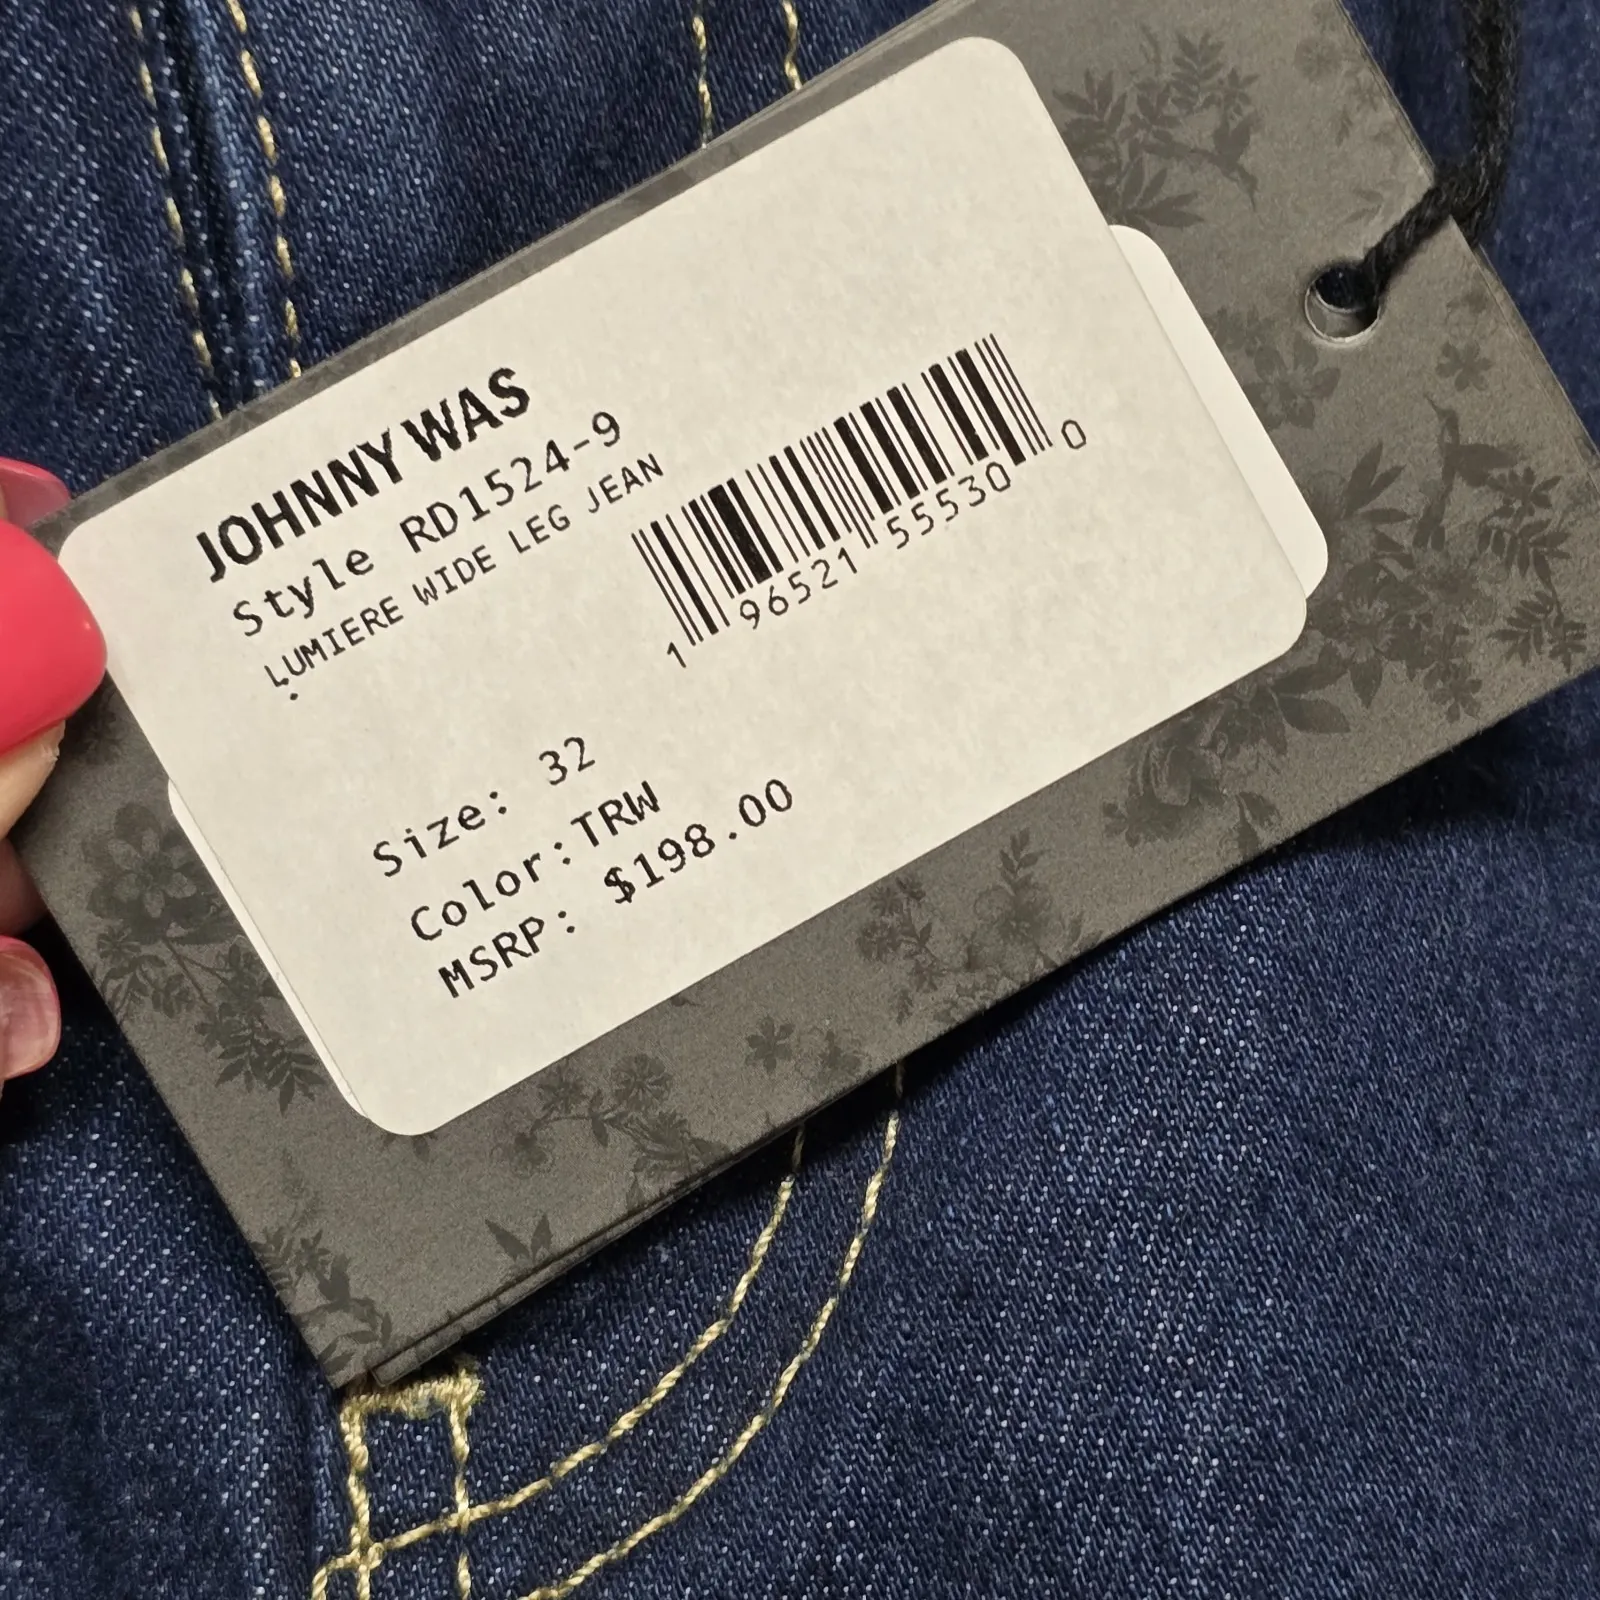 JOHNNY WAS
Style RD1524-9
LUMIERE WIDE LEG JEAN
.
1 96521 55530 0
Size: 32
Color:TRW
MSRP: $198.00